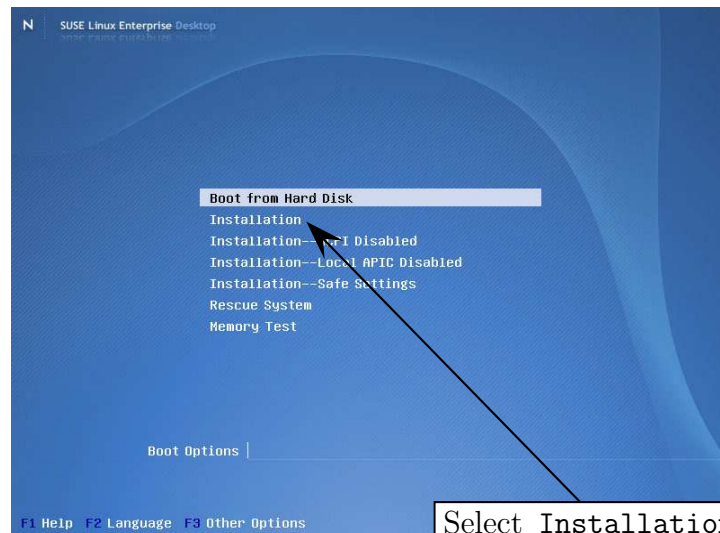 N SUSE Linux Enterprise Desktop
Boot from Hard Disk
Installation
Installation--ACPI Disabled
Installation--Local APIC Disabled
Installation--Safe Settings
Rescue System
Memory Test
Boot Options
F1 Help F2 Language F3 Other Options
Select Installation